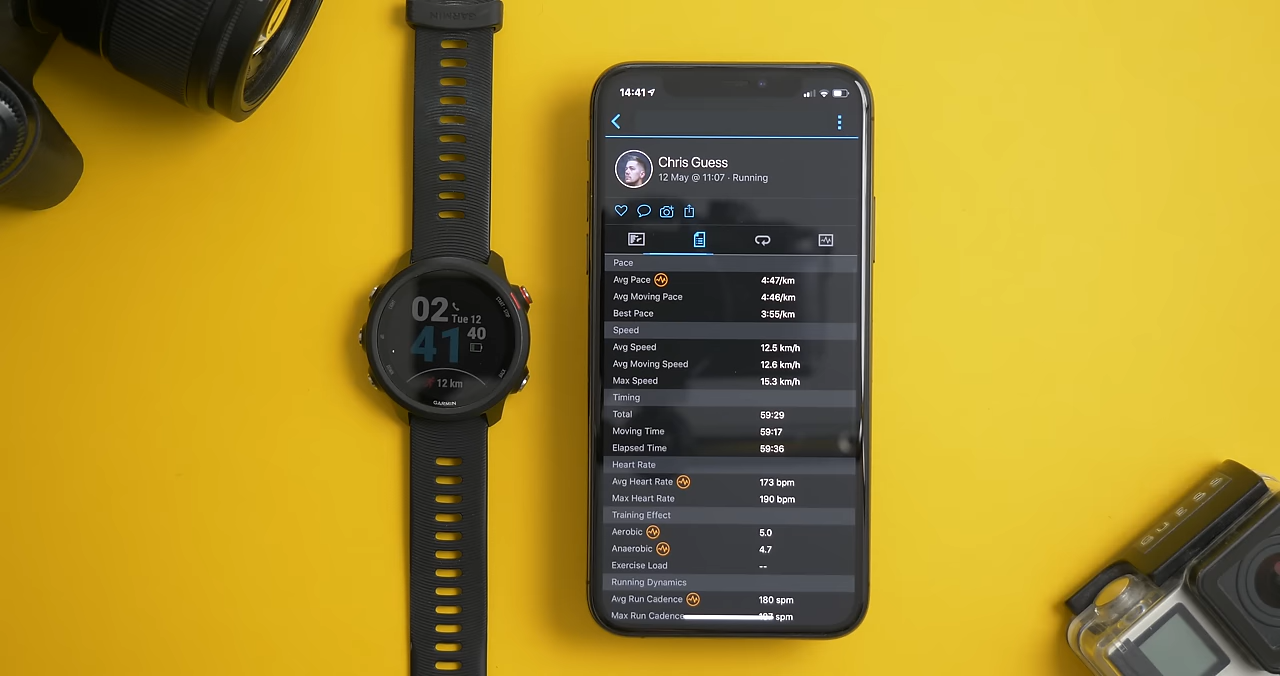 GARMIN
02
Tue 12
41
40
12 km
GARMIN
14:41
Chris Guess
12 May @ 11:07 · Running
Pace
Avg Pace 4:47/km
Avg Moving Pace 4:46/km
Best Pace 3:55/km
Speed
Avg Speed 12.5 km/h
Avg Moving Speed 12.6 km/h
Max Speed 15.3 km/h
Timing
Total 59:29
Moving Time 59:17
Elapsed Time 59:36
Heart Rate
Avg Heart Rate 173 bpm
Max Heart Rate 190 bpm
Training Effect
Aerobic 5.0
Anaerobic 4.7
Exercise Load --
Running Dynamics
Avg Run Cadence 180 spm
Max Run Cadence spm
GUESS